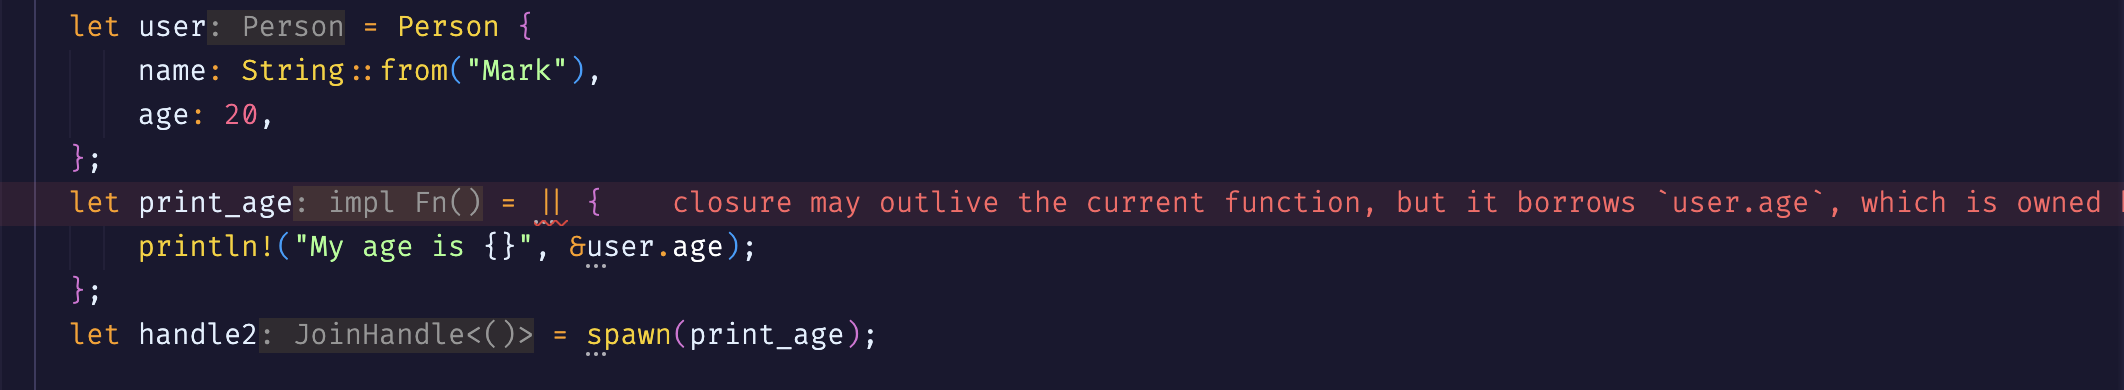 let user: Person = Person {
name: String::from("Mark"),
age: 20,
};
let print_age: impl Fn() = || { closure may outlive the current function, but it borrows `user.age`, which is owned
println!("My age is {}", &user.age);
};
let handle2: JoinHandle<()> = spawn(print_age);